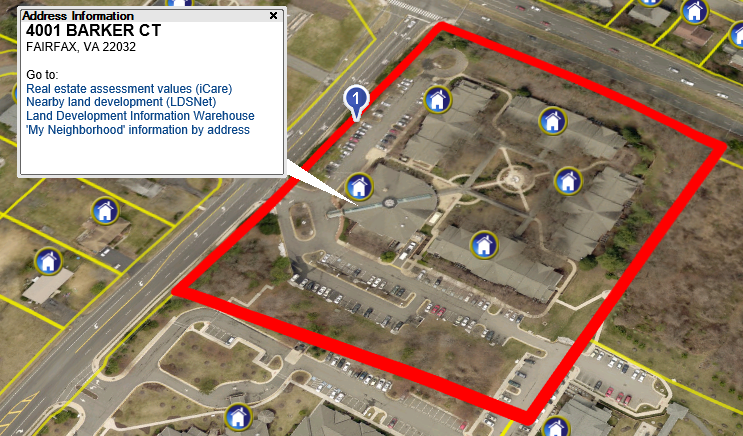 Address Information
4001 BARKER CT
FAIRFAX, VA 22032
Go to:
Real estate assessment values (iCare)
Nearby land development (LDSNet)
Land Development Information Warehouse
'My Neighborhood' information by address
1